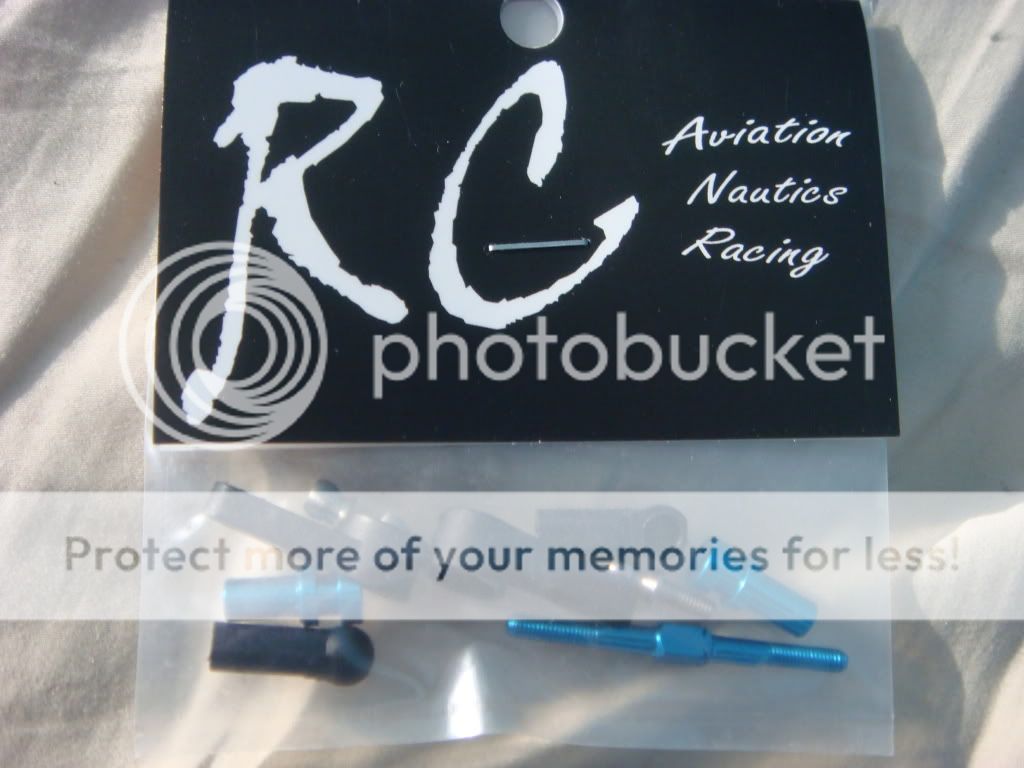 RC
Aviation
Nautics
Racing
photobucket
Protect more of your memories for less!